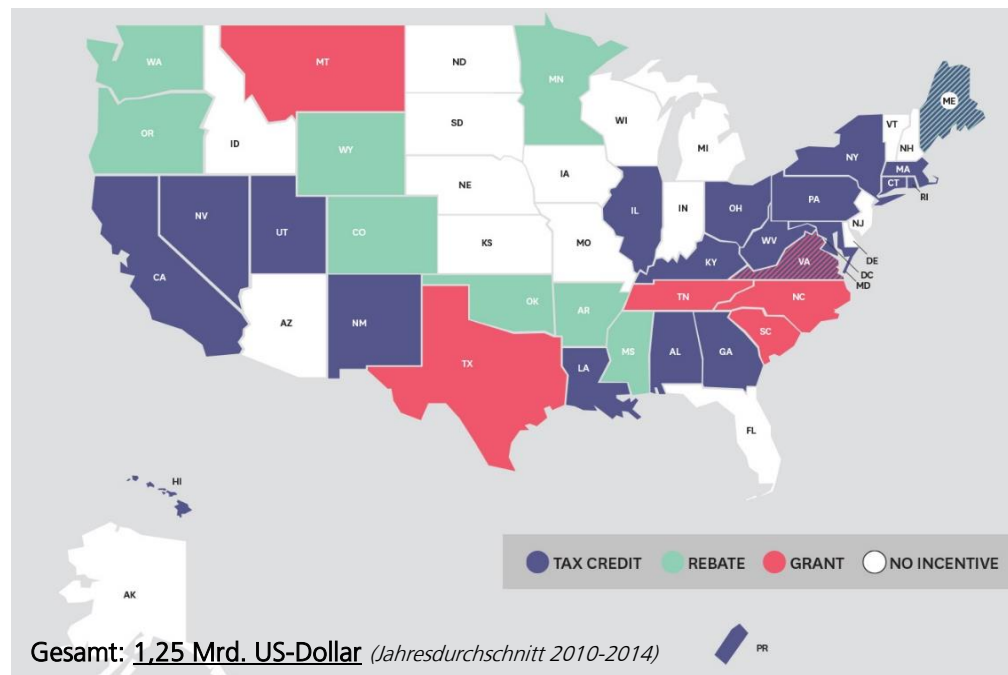 WA
MT
ND
MN
ME
OR
ID
SD
WI
VT
NH
WY
MI
NY
MA
NE
IA
CT
RI
NV
UT
CO
IL
IN
OH
PA
NJ
KS
MO
WV
DE
CA
KY
VA
DC
MD
AZ
NM
OK
AR
TN
NC
SC
TX
LA
MS
AL
GA
FL
HI
AK
TAX CREDIT
REBATE
GRANT
NO INCENTIVE
Gesamt: 1,25 Mrd. US-Dollar (Jahresdurchschnitt 2010-2014)
PR